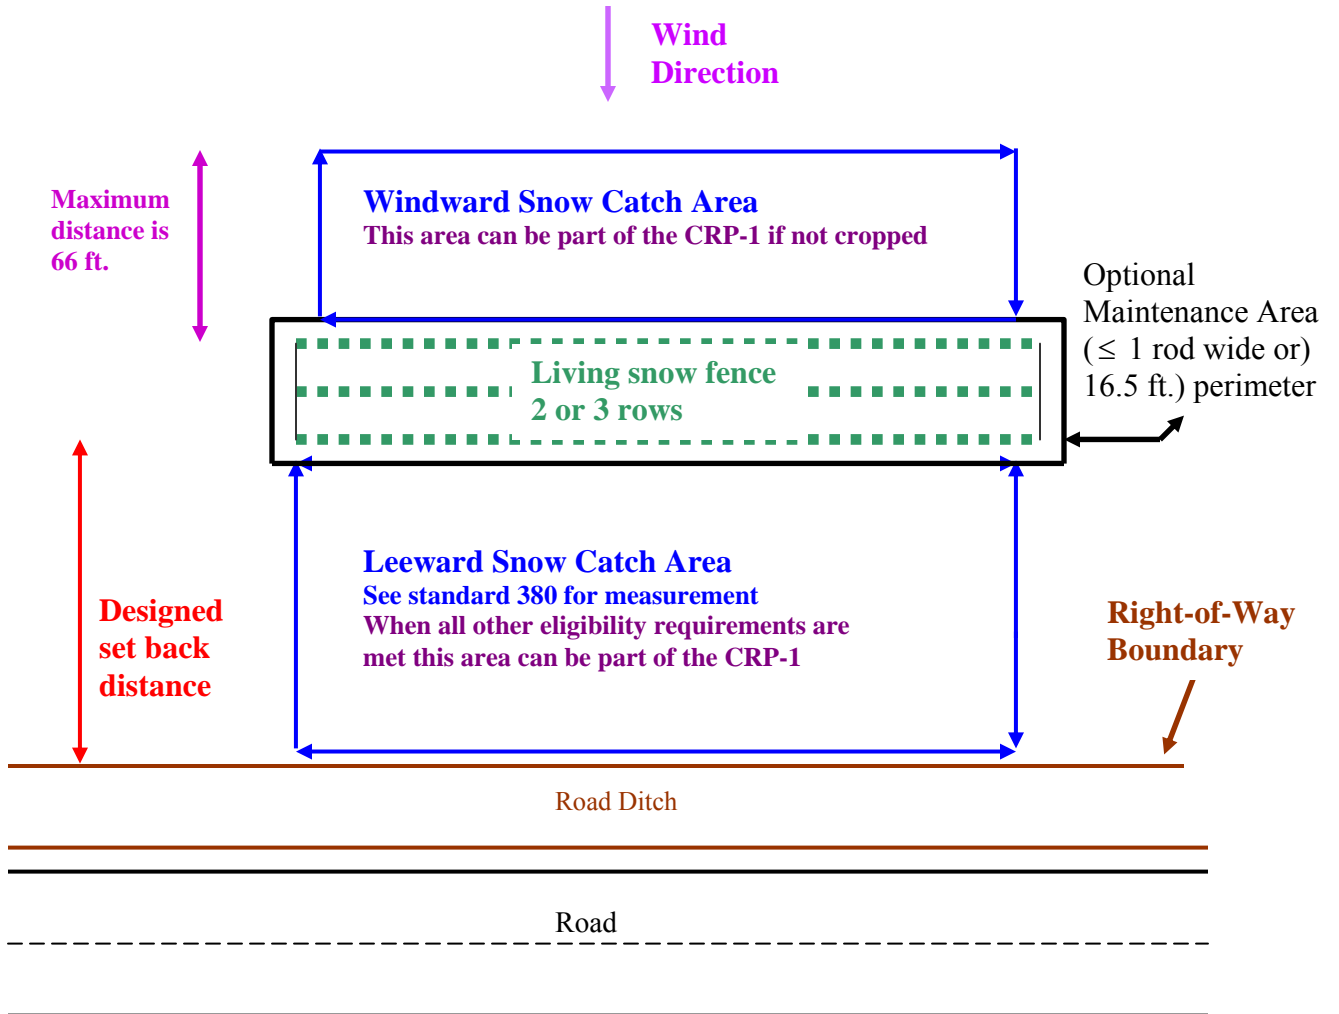 Wind
Direction
Maximum
distance is
66 ft.
Windward Snow Catch Area
This area can be part of the CRP-1 if not cropped
Optional
Maintenance Area
(≤ 1 rod wide or)
16.5 ft.) perimeter
Living snow fence
2 or 3 rows
Leeward Snow Catch Area
See standard 380 for measurement
When all other eligibility requirements are
met this area can be part of the CRP-1
Designed
set back
distance
Right-of-Way
Boundary
Road Ditch
Road